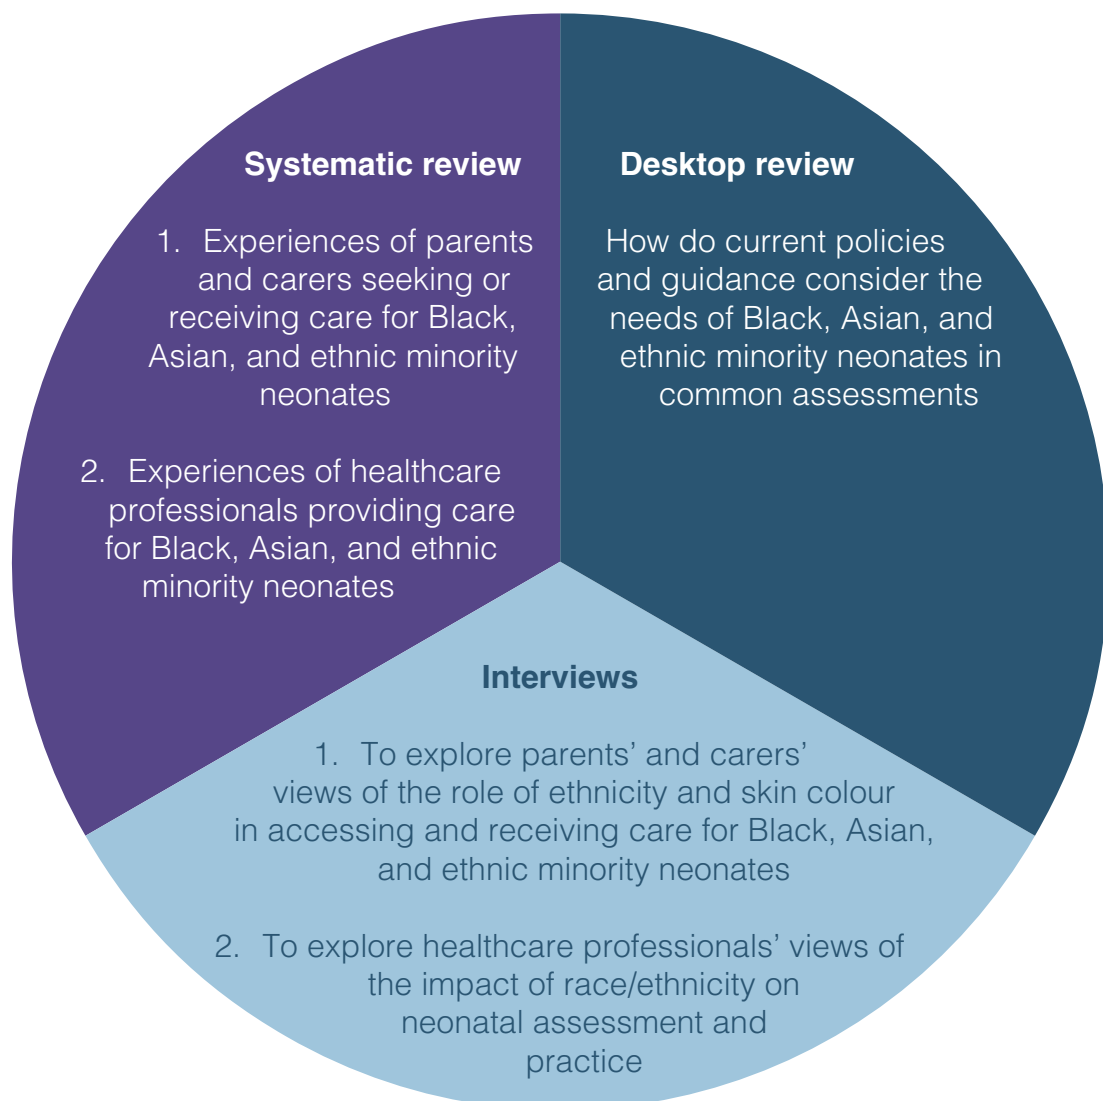 Systematic review
1. Experiences of parents
and carers seeking or
receiving care for Black,
Asian, and ethnic minority
neonates
2. Experiences of healthcare
professionals providing care
for Black, Asian, and ethnic
minority neonates
Desktop review
How do current policies
and guidance consider the
needs of Black, Asian, and
ethnic minority neonates in
common assessments
Interviews
1. To explore parents’ and carers’
views of the role of ethnicity and skin colour
in accessing and receiving care for Black, Asian,
and ethnic minority neonates
2. To explore healthcare professionals’ views of
the impact of race/ethnicity on
neonatal assessment and
practice